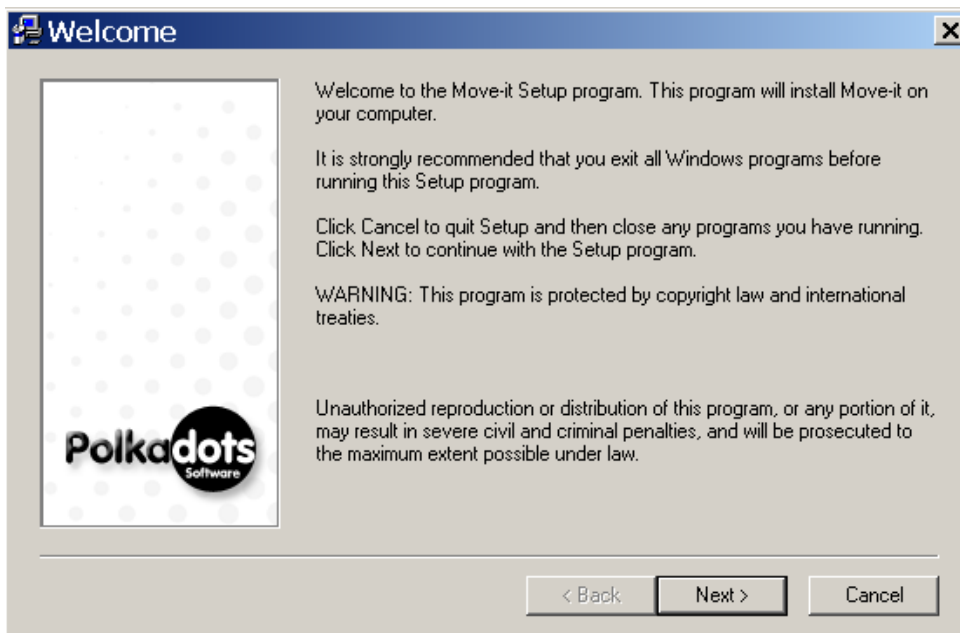 Welcome
Welcome to the Move-it Setup program. This program will install Move-it on
your computer.
It is strongly recommended that you exit all Windows programs before
running this Setup program.
Click Cancel to quit Setup and then close any programs you have running.
Click Next to continue with the Setup program.
WARNING: This program is protected by copyright law and international
treaties.
Unauthorized reproduction or distribution of this program, or any portion of it,
may result in severe civil and criminal penalties, and will be prosecuted to
the maximum extent possible under law.
Polkadots
Software
< Back
Next >
Cancel